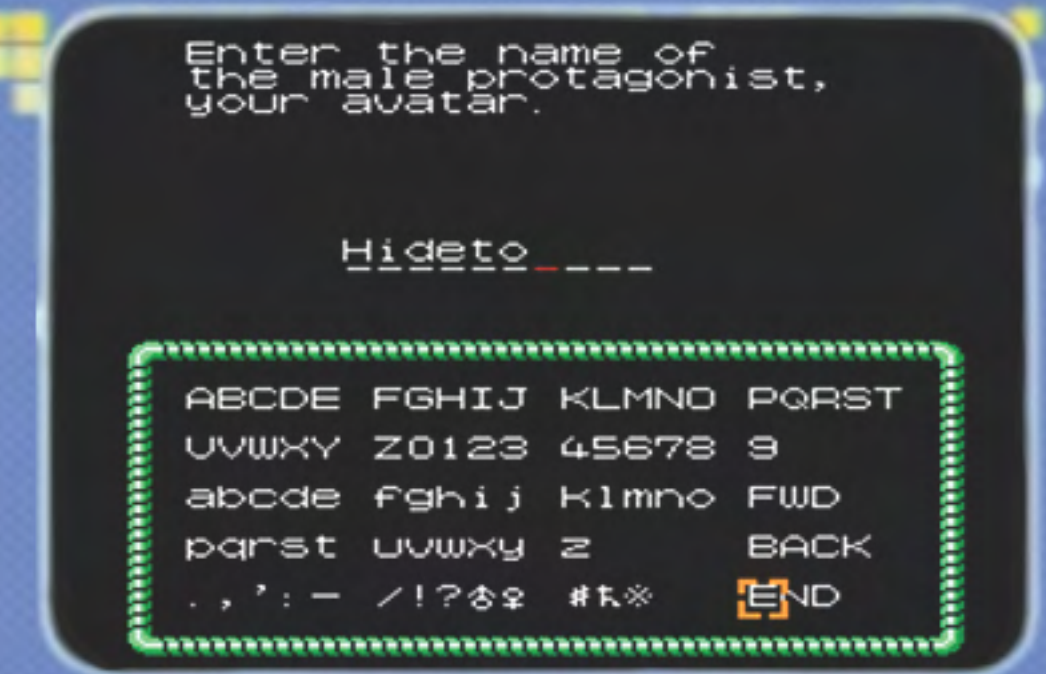 Enter the name of
the male protagonist,
your avatar.
Hideto
ABCDE FGHIJ KLMNO PQRST
UVWXY Z0123 45678 9
abcde fghij klmno FWD
pqrst uvwxy z BACK
.,':- /!?♂♀ #ħ※ END